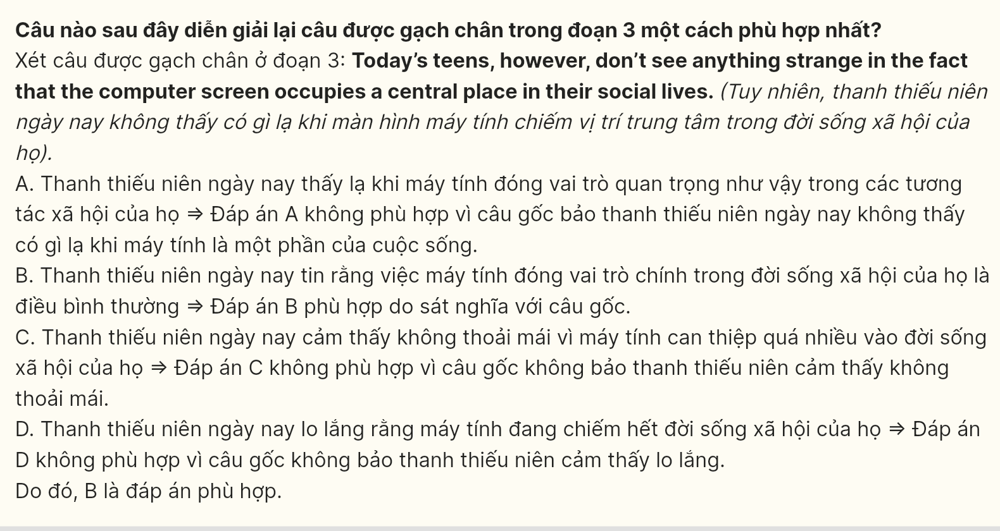 Câu nào sau đây diễn giải lại câu được gạch chân trong đoạn 3 một cách phù hợp nhất?
Xét câu được gạch chân ở đoạn 3: Today’s teens, however, don’t see anything strange in the fact
that the computer screen occupies a central place in their social lives. (Tuy nhiên, thanh thiếu niên
ngày nay không thấy có gì lạ khi màn hình máy tính chiếm vị trí trung tâm trong đời sống xã hội của
họ).
A. Thanh thiếu niên ngày nay thấy lạ khi máy tính đóng vai trò quan trọng như vậy trong các tương
tác xã hội của họ ⇒ Đáp án A không phù hợp vì câu gốc bảo thanh thiếu niên ngày nay không thấy
có gì lạ khi máy tính là một phần của cuộc sống.
B. Thanh thiếu niên ngày nay tin rằng việc máy tính đóng vai trò chính trong đời sống xã hội của họ là
điều bình thường ⇒ Đáp án B phù hợp do sát nghĩa với câu gốc.
C. Thanh thiếu niên ngày nay cảm thấy không thoải mái vì máy tính can thiệp quá nhiều vào đời sống
xã hội của họ ⇒ Đáp án C không phù hợp vì câu gốc không bảo thanh thiếu niên cảm thấy không
thoải mái.
D. Thanh thiếu niên ngày nay lo lắng rằng máy tính đang chiếm hết đời sống xã hội của họ ⇒ Đáp án
D không phù hợp vì câu gốc không bảo thanh thiếu niên cảm thấy lo lắng.
Do đó, B là đáp án phù hợp.